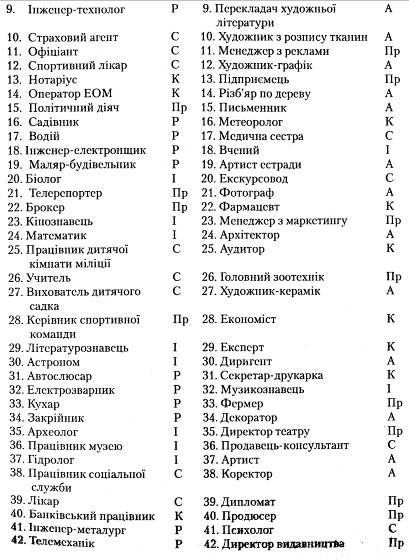 9. Інженер-технолог Р 9. Перекладач художньої А
літератури
10. Страховий агент С 10. Художник з розпису тканин А
11. Офіціант С 11. Менеджер з реклами Пр
12. Спортивний лікар С 12. Художник-графік А
13. Нотаріус К 13. Підприємець Пр
14. Оператор ЕОМ К 14. Різб'яр по дереву А
15. Політичний діяч Пр 15. Письменник А
16. Садівник Р 16. Метеоролог К
17. Водій Р 17. Медична сестра С
18. Інженер-електронщик Р 18. Вчений І
19. Маляр-будівельник Р 19. Артист естради А
20. Біолог І 20. Екскурсовод С
21. Телерепортер Пр 21. Фотограф А
22. Брокер Пр 22. Фармацевт К
23. Кінознавець І 23. Менеджер з маркетингу Пр
24. Математик І 24. Архітектор А
25. Працівник дитячої С 25. Аудитор К
кімнати міліції
26. Учитель С 26. Головний зоотехнік Пр
27. Вихователь дитячого С 27. Художник-керамік А
садка
28. Керівник спортивної Пр 28. Економіст К
команди
29. Літературознавець І 29. Експерт К
30. Астроном І 30. Диригент А
31. Автослюсар Р 31. Секретар-друкарка К
32. Електрозварник Р 32. Музикознавець І
33. Кухар Р 33. Фермер Пр
34. Закрійник Р 34. Декоратор А
35. Археолог І 35. Директор театру Пр
36. Працівник музею І 36. Продавець-консультант С
37. Гідролог І 37. Артист А
38. Працівник соціальної С 38. Коректор А
служби
39. Лікар С 39. Дипломат Пр
40. Банківський працівник К 40. Продюсер Пр
41. Інженер-металург Р 41. Психолог С
42. Телемеханік Р 42. Директор видавництва Пр